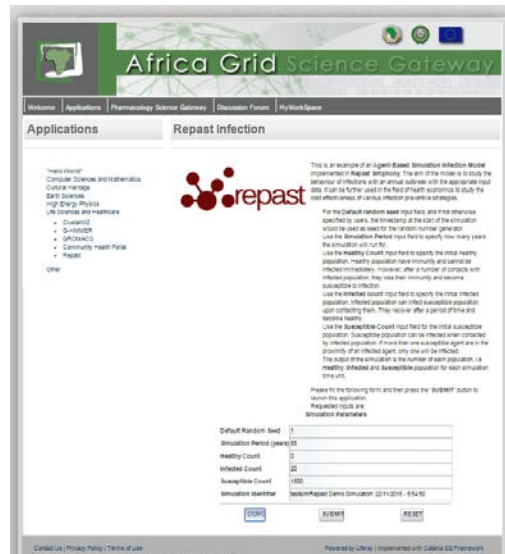 Africa Grid Science Gateway
Welcome Applications Pharmacology Science Gateway Discussion Forum HyWorkSpace
Applications
Repast Infection
"Hello World"
Computer Sciences and Mathematics
Cultural Heritage
Earth Sciences
High Energy Physics
Life Sciences and Healthcare
ClustalW2
GROMACS
Community Health Portal
Repast
Other
repast
This is an example of an Agent-Based Simulation Infection Model
implemented in Repast Simphony. The aim of the model is to study the
behaviour of infections with an annual outbreak with the appropriate input
data. It can be further used in the field of health economics to study the
cost effectiveness of various infection preventive strategies.
For the Default random seed input field, and if not otherwise
specified by users, the timestamp at the start of the simulation
would be used as seed for the random number generator.
Use the Simulation Period input field to specify how many years
the simulation will run for.
Use the Healthy Count input field to specify the initial healthy
population. Healthy population have immunity and cannot be
infected immediately. However, after a number of contacts with
infected population, they lose their immunity and become
susceptible to infection.
Use the Infected count input field to specify the initial infected
population. Infected population can infect susceptible population
upon contacting them. They recover after a period of time and
become healthy.
Use the Susceptible Count input field for the initial susceptible
population. Susceptible population can be infected when contacted
by infected population. If more than one susceptible agent are in the
proximity of an infected agent, only one will be infected.
The output of the simulation is the number of each population, i.e
Healthy, Infected and Susceptible population for each simulation
time unit.
Please fill the following form and then press the "SUBMIT" button to
launch this application.
Requested inputs are:
Simulation Parameters
Default Random Seed 1
Simulation Period (years)
Healthy Count 0
Infected Count 20
Susceptible Count
Simulation Identifier Repast Demo Simulation
DEMO SUBMIT RESET
Contact Us | Privacy Policy | Terms of Use
Powered by Liferay | Implemented with Catania SG Framework